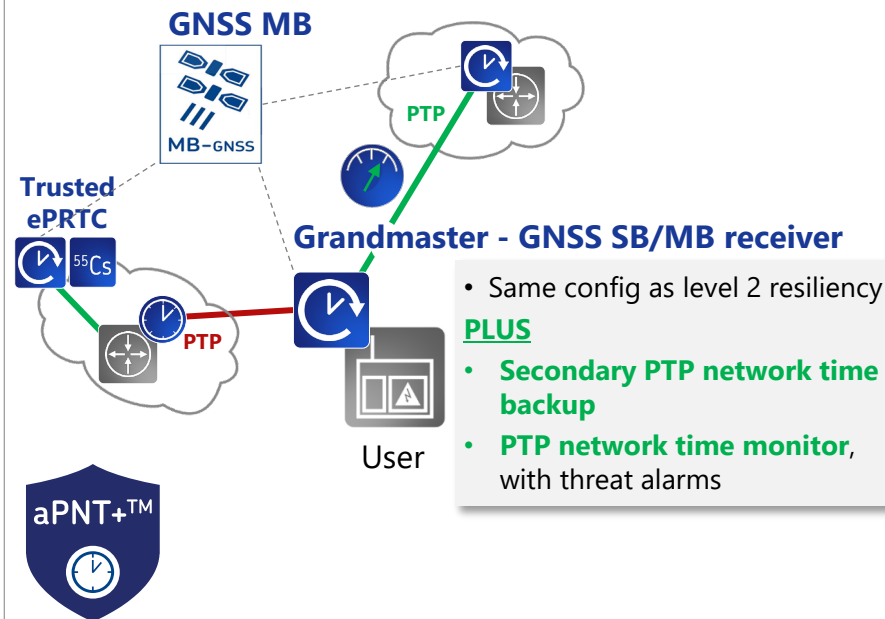 GNSS MB
MB-GNSS
PTP
Trusted
ePRTC
55Cs
PTP
Grandmaster - GNSS SB/MB receiver
• Same config as level 2 resiliency
PLUS
• Secondary PTP network time
backup
• PTP network time monitor,
with threat alarms
User
aPNT+™